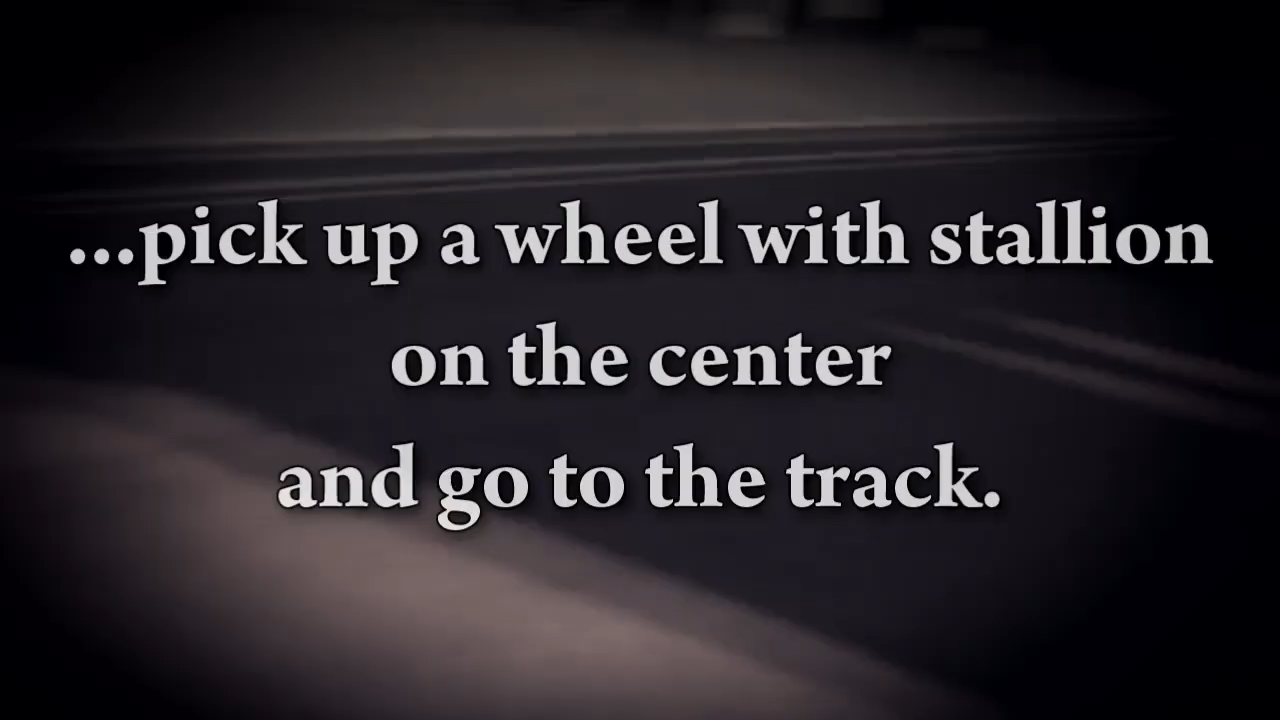 ...pick up a wheel with stallion
on the center
and go to the track.